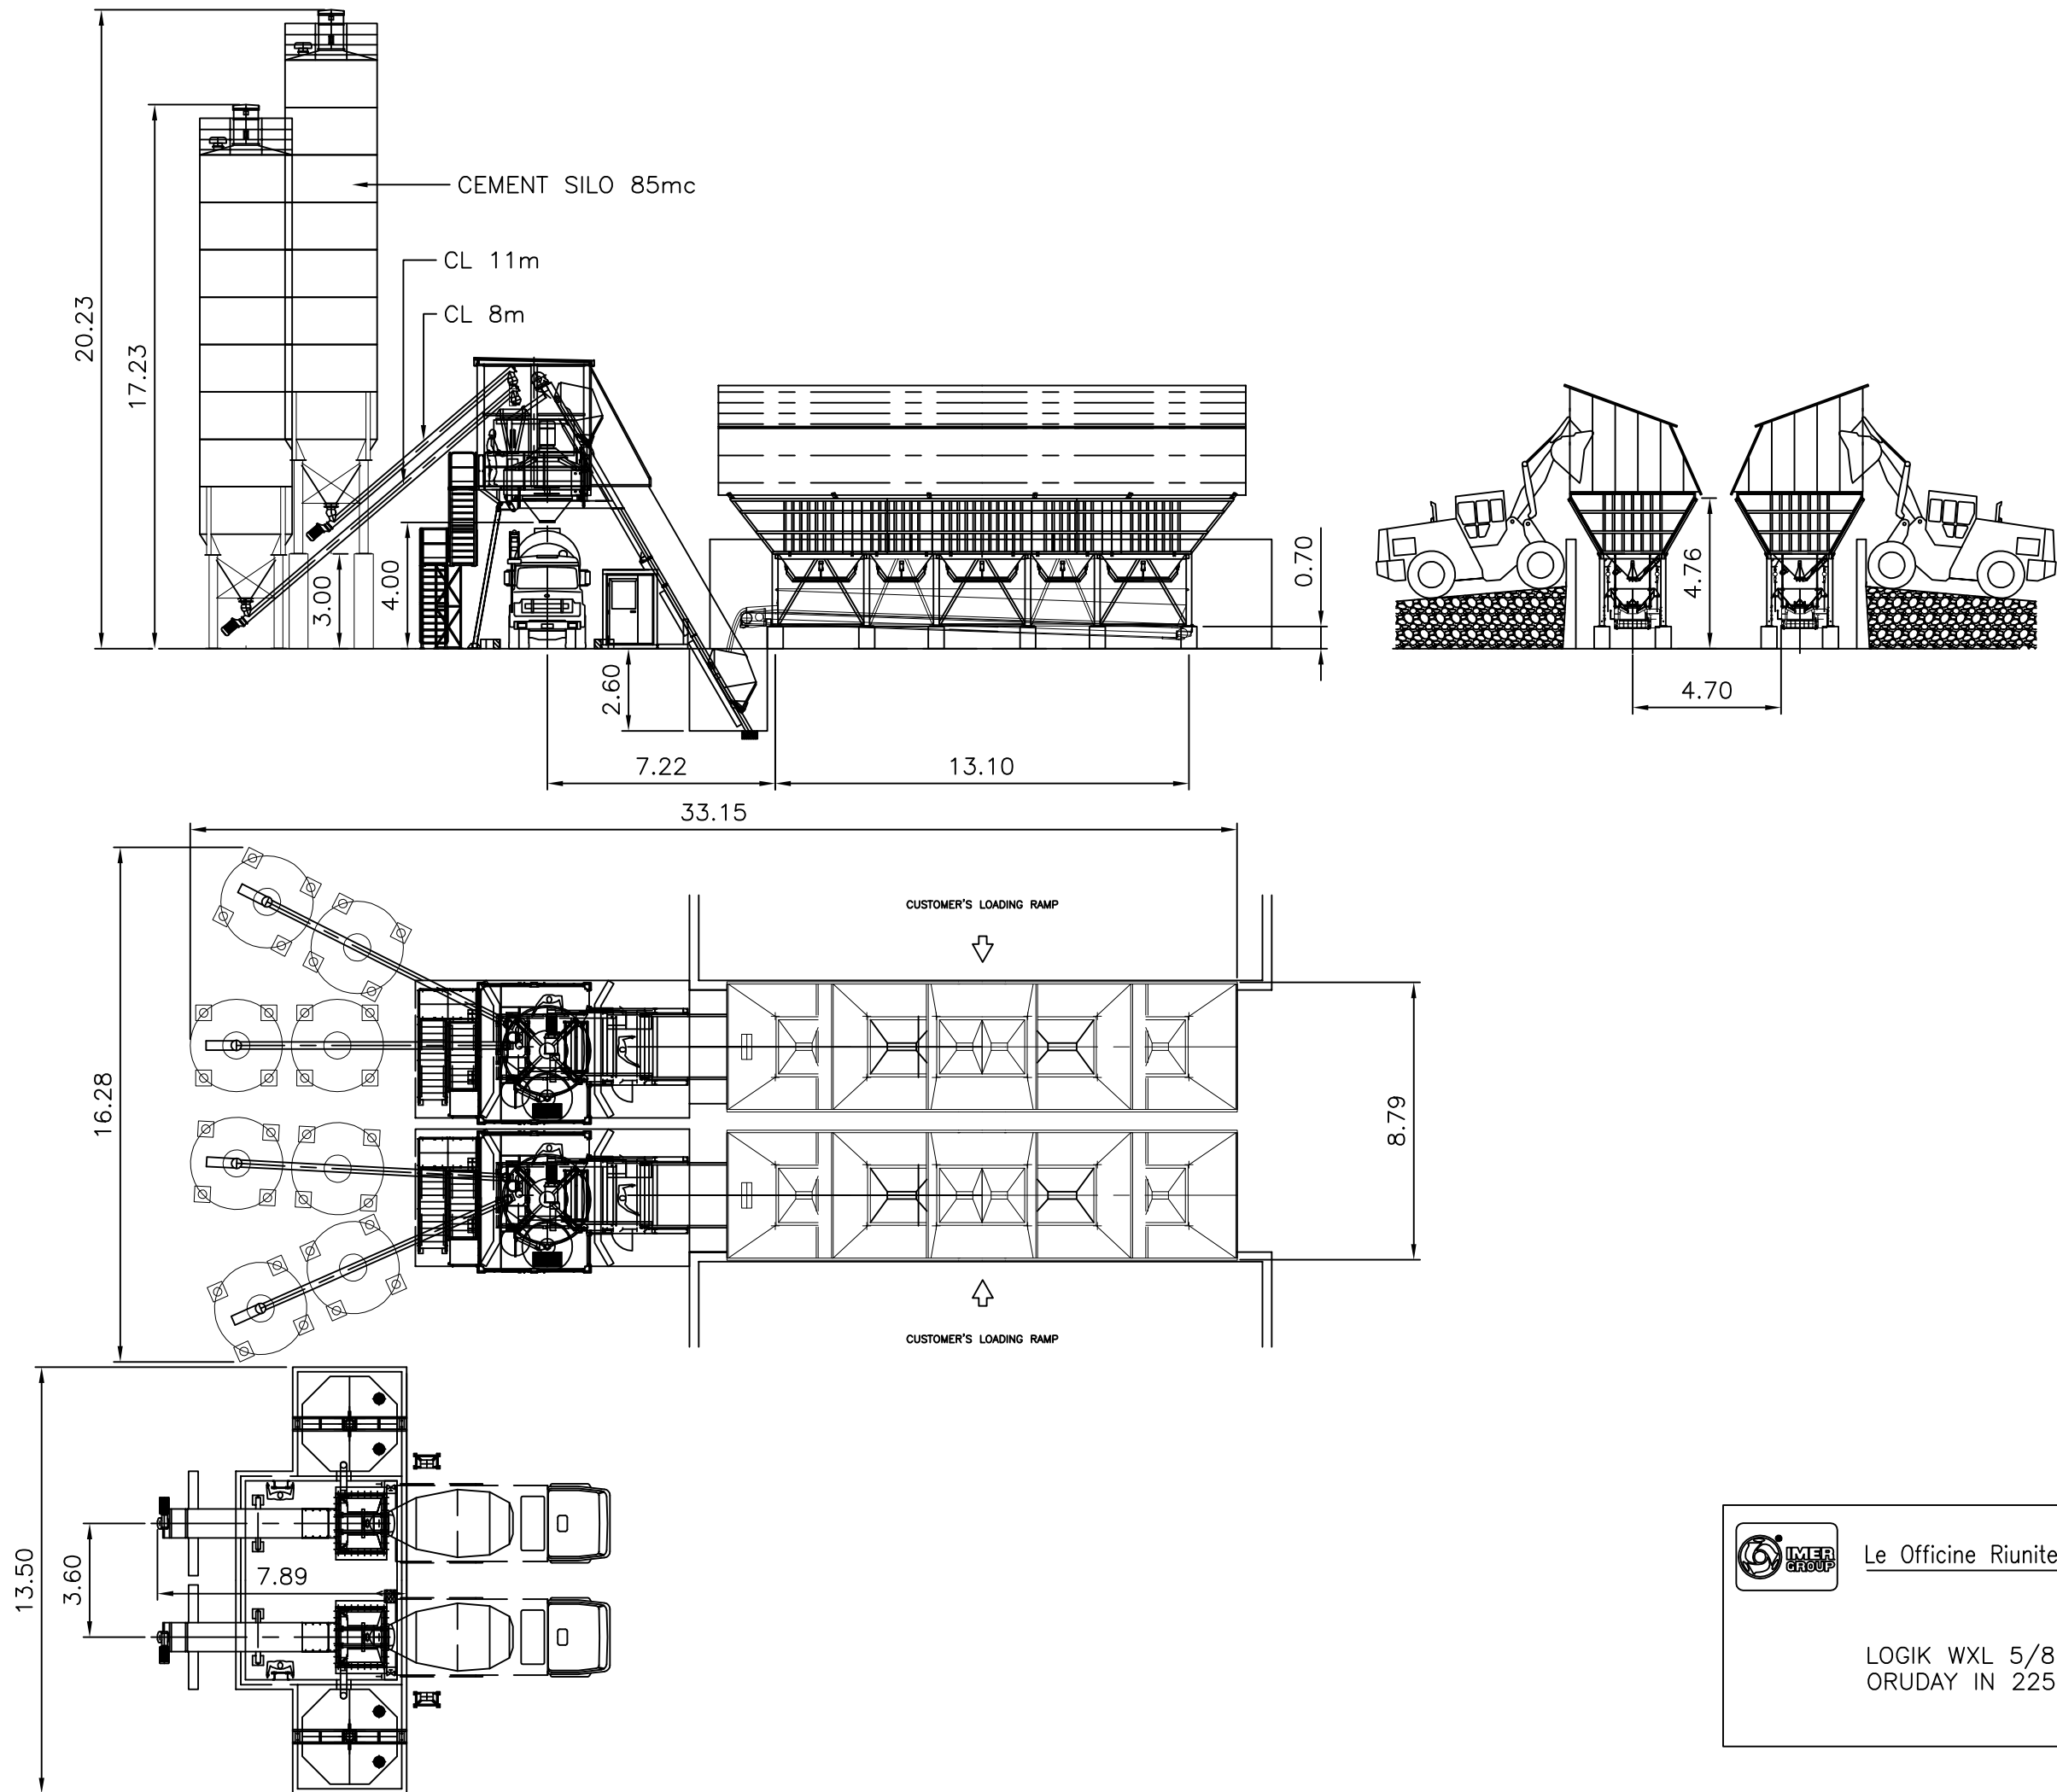 20.23
17.23
CEMENT SILO 85mc
CL 11m
CL 8m
3.00
4.00
2.60
0.70
4.76
4.70
7.22
13.10
33.15
CUSTOMER'S LOADING RAMP
16.28
8.79
CUSTOMER'S LOADING RAMP
13.50
3.60
7.89
IMER
GROUP
Le Officine Riunite
LOGIK WXL 5/8
ORUDAY IN 225